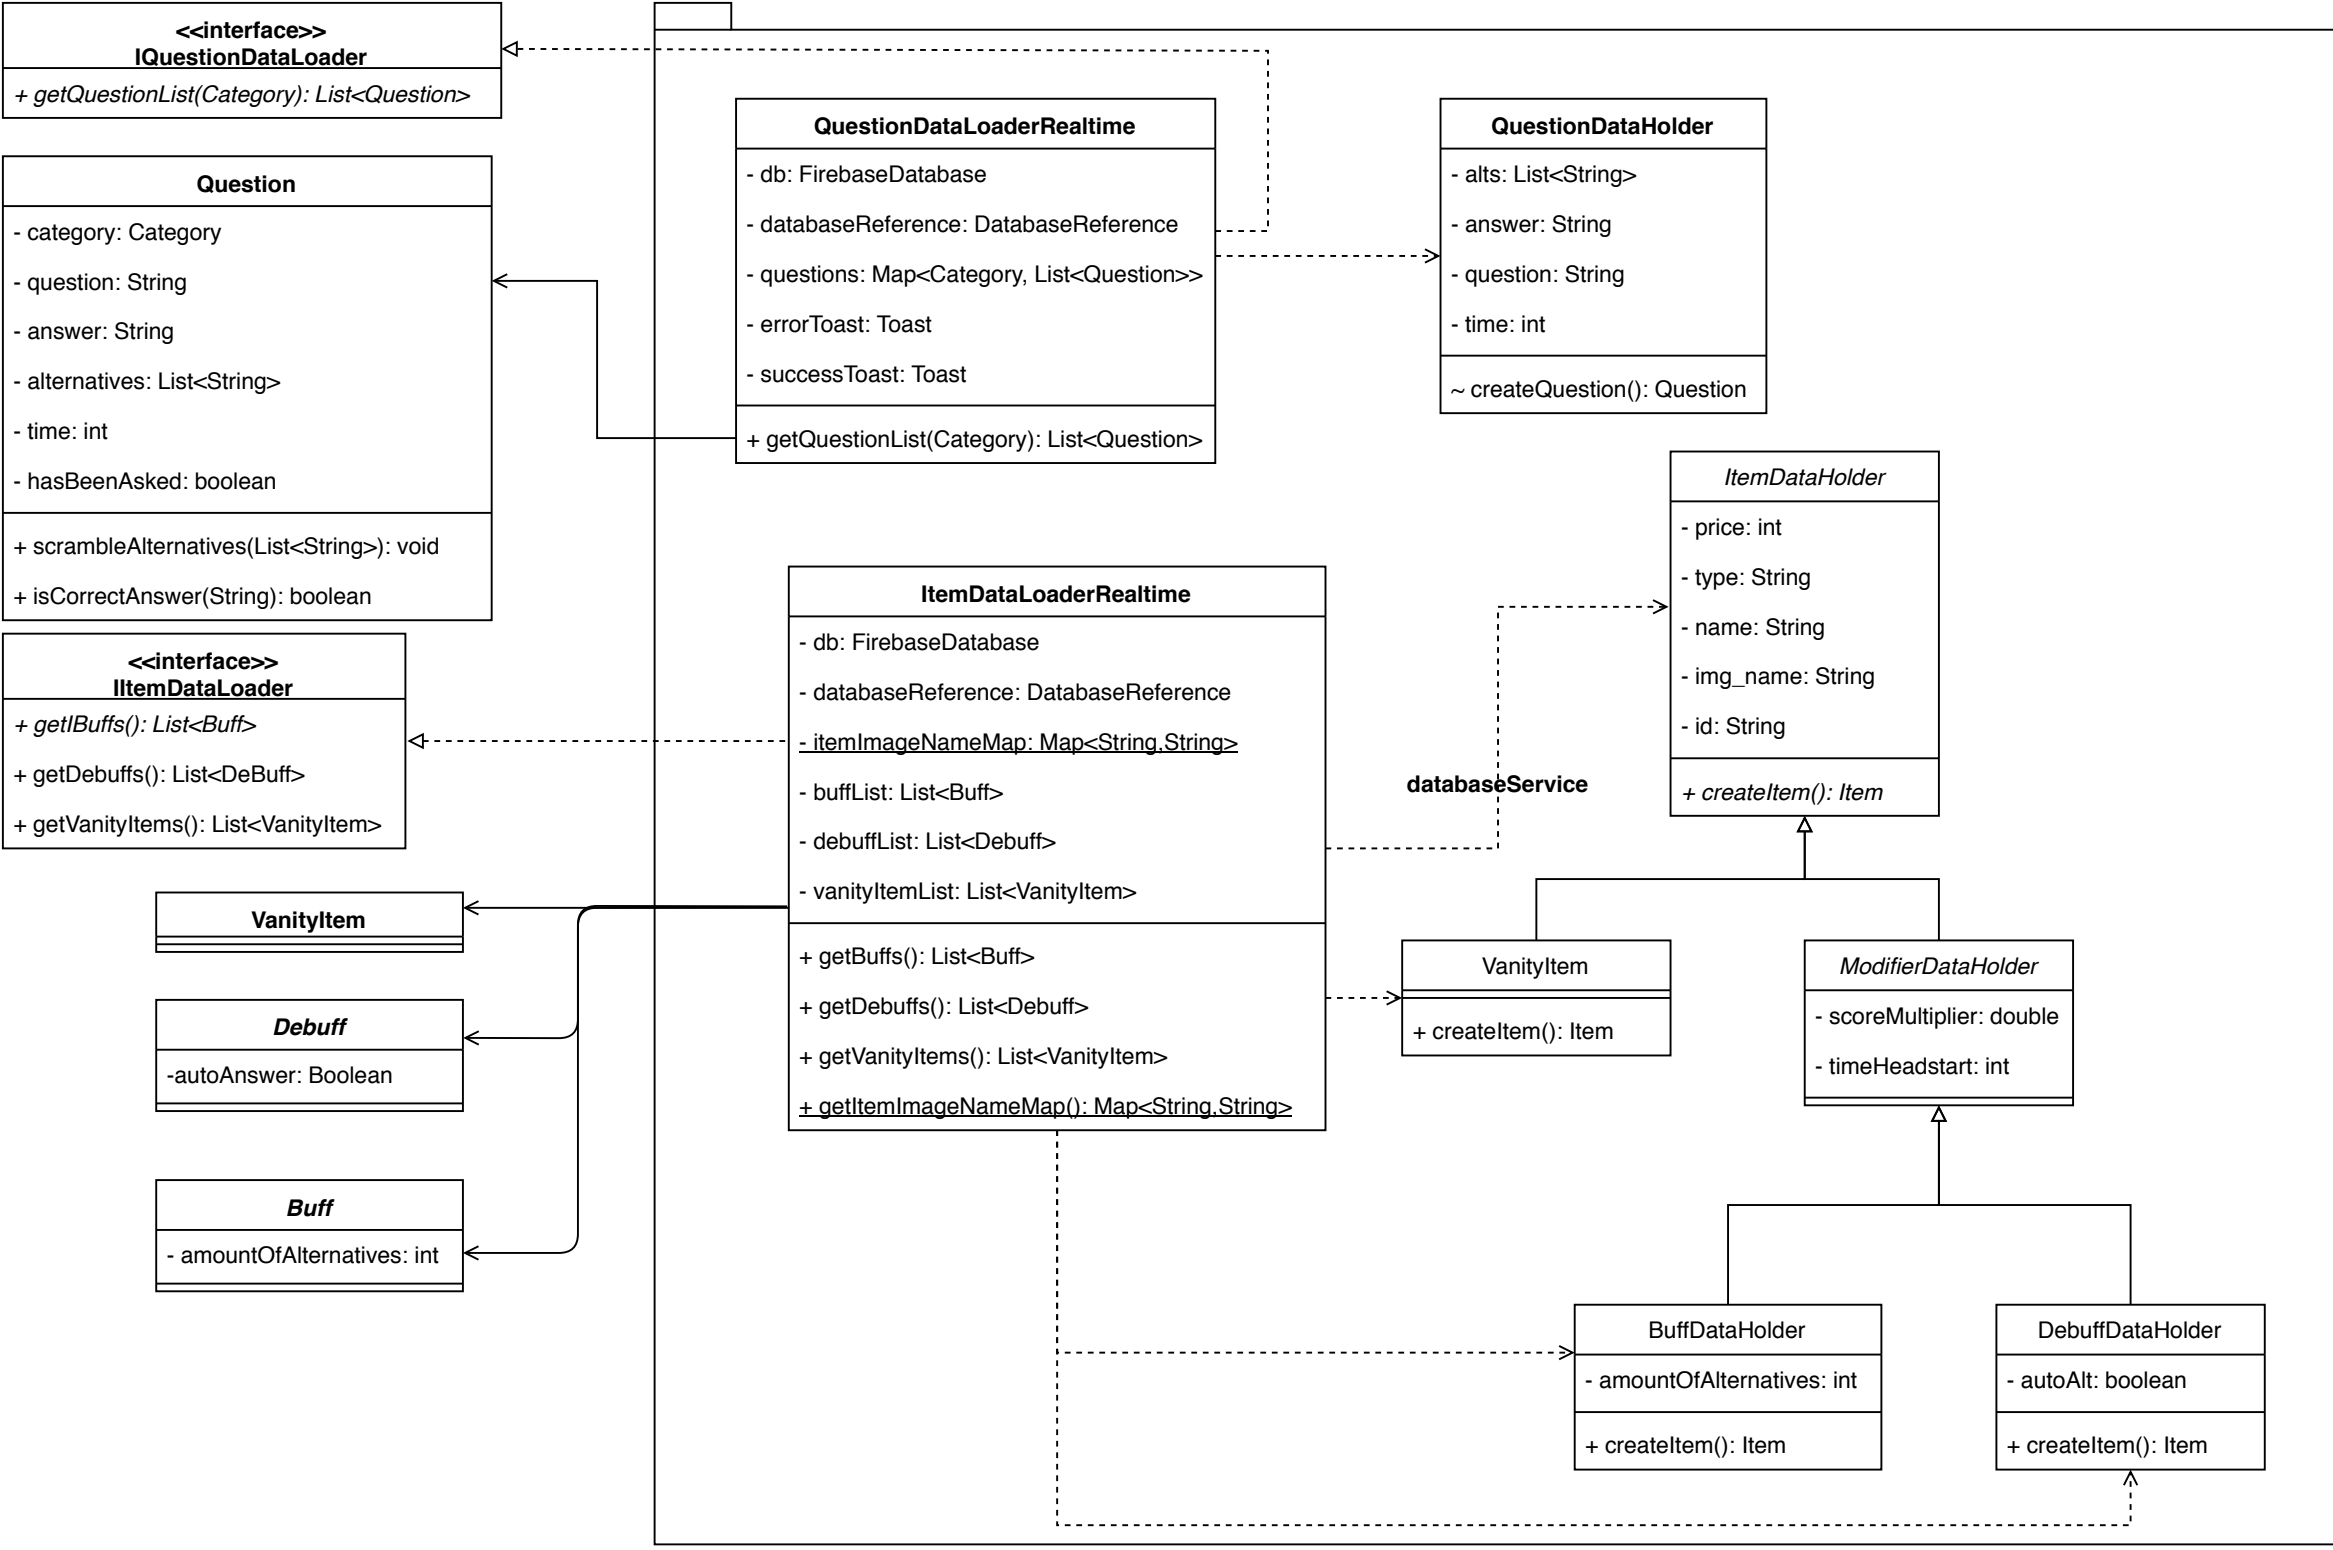 <<interface>>
IQuestionDataLoader
+ getQuestionList(Category): List<Question>
Question
- category: Category
- question: String
- answer: String
- alternatives: List<String>
- time: int
- hasBeenAsked: boolean
+ scrambleAlternatives(List<String>): void
+ isCorrectAnswer(String): boolean
<<interface>>
IItemDataLoader
+ getIBuffs(): List<Buff>
+ getDebuffs(): List<DeBuff>
+ getVanityItems(): List<VanityItem>
VanityItem
Debuff
-autoAnswer: Boolean
Buff
- amountOfAlternatives: int
QuestionDataLoaderRealtime
- db: FirebaseDatabase
- databaseReference: DatabaseReference
- questions: Map<Category, List<Question>>
- errorToast: Toast
- successToast: Toast
+ getQuestionList(Category): List<Question>
QuestionDataHolder
- alts: List<String>
- answer: String
- question: String
- time: int
~ createQuestion(): Question
ItemDataLoaderRealtime
- db: FirebaseDatabase
- databaseReference: DatabaseReference
- itemImageNameMap: Map<String,String>
- buffList: List<Buff>
- debuffList: List<Debuff>
- vanityItemList: List<VanityItem>
+ getBuffs(): List<Buff>
+ getDebuffs(): List<Debuff>
+ getVanityItems(): List<VanityItem>
+ getItemImageNameMap(): Map<String,String>
databaseService
ItemDataHolder
- price: int
- type: String
- name: String
- img_name: String
- id: String
+ createItem(): Item
VanityItem
+ createItem(): Item
ModifierDataHolder
- scoreMultiplier: double
- timeHeadstart: int
BuffDataHolder
- amountOfAlternatives: int
+ createItem(): Item
DebuffDataHolder
- autoAlt: boolean
+ createItem(): Item